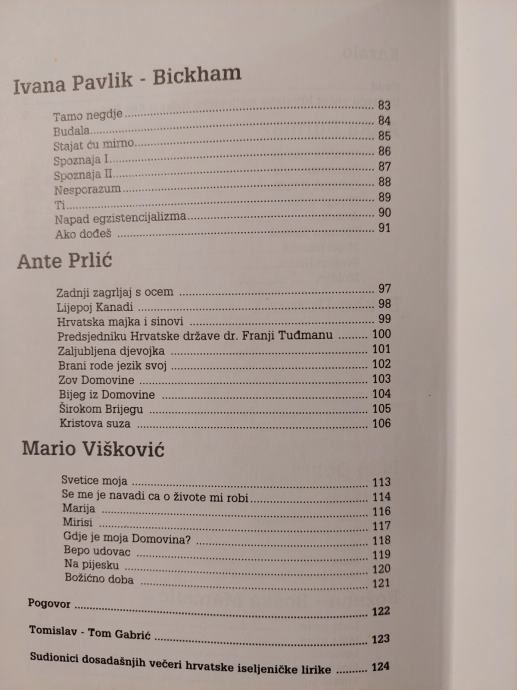 Ivana Pavlik - Bickham
Tamo negdje 83
Budala 84
Stajat ću mirno 85
Spoznaja I 86
Spoznaja II 87
Nesporazum 88
Ti 89
Napad egzistencijalizma 90
Ako dođeš 91
Ante Prlić
Zadnji zagrljaj s ocem 97
Lijepoj Kanadi 98
Hrvatska majka i sinovi 99
Predsjedniku Hrvatske države dr. Franji Tuđmanu 100
Zaljubljena djevojka 101
Brani rode jezik svoj 102
Zov Domovine 103
Bijeg iz Domovine 104
Širokom Brijegu 105
Kristova suza 106
Mario Višković
Svetice moja 113
Se me je navadi ca o živote mi robi 114
Marija 116
Mirisi 117
Gdje je moja Domovina? 118
Bepo udovac 119
Na pijesku 120
Božićno doba 121
Pogovor 122
Tomislav - Tom Gabrić 123
Sudionici dosadašnjih večeri hrvatske iseljeničke lirike 124